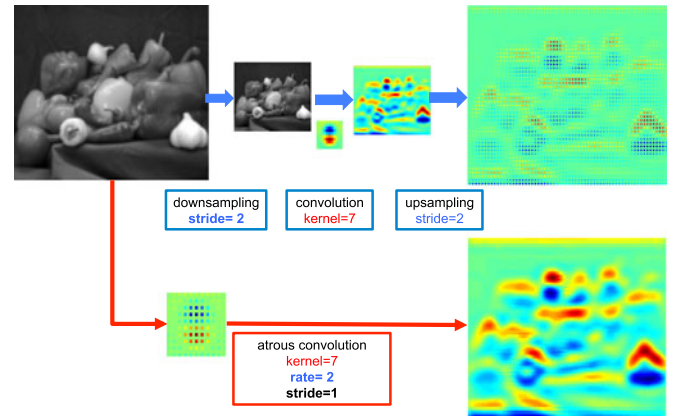 downsampling
stride= 2
convolution
kernel=7
upsampling
stride=2
atrous convolution
kernel=7
rate= 2
stride=1